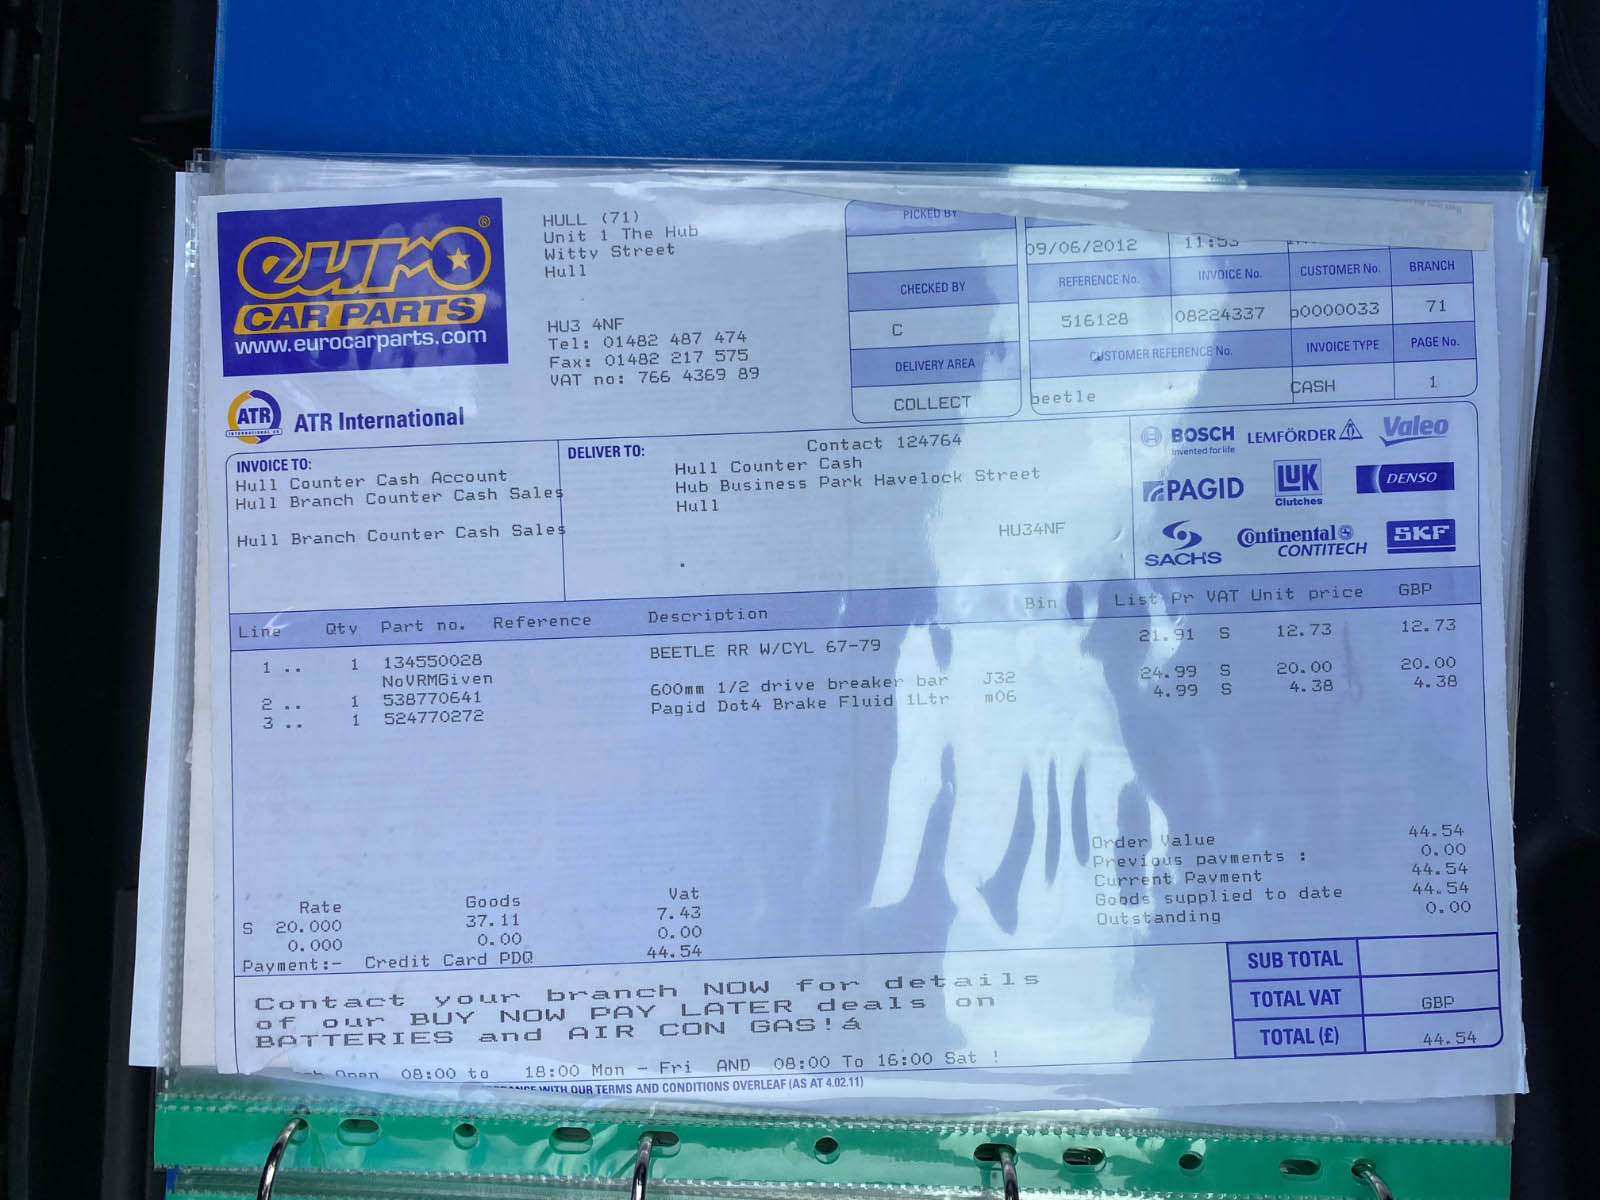 euro®
CAR PARTS
www.eurocarparts.com
ATR
INTERNATIONAL
ATR International
HULL (71)
Unit 1 The Hub
Witty Street
Hull
HU3 4NF
Tel: 01482 487 474
Fax: 01482 217 575
VAT no: 766 4369 89
PICKED BY
CHECKED BY
C
DELIVERY AREA
COLLECT
09/06/2012 11:53
REFERENCE No. INVOICE No. CUSTOMER No. BRANCH
516128 08224337 p0000033 71
CUSTOMER REFERENCE No. INVOICE TYPE PAGE No.
beetle CASH 1
INVOICE TO:
Hull Counter Cash Account
Hull Branch Counter Cash Sales
Hull Branch Counter Cash Sales
DELIVER TO:
Contact 124764
Hull Counter Cash
Hub Business Park Havelock Street
Hull
HU34NF
BOSCH
Invented for life
LEMFÖRDER
Valeo
PAGID
LUK
Clutches
DENSO
SACHS
Continental
CONTITECH
SKF
Line Qty Part no. Reference Description Bin List Pr VAT Unit price GBP
1 .. 1 134550028 BEETLE RR W/CYL 67-79 21.91 S 12.73 12.73
NoVRMGiven
2 .. 1 538770641 600mm 1/2 drive breaker bar J32 24.99 S 20.00 20.00
3 .. 1 524770272 Pagid Dot4 Brake Fluid 1Ltr m06 4.99 S 4.38 4.38
Order Value 44.54
Previous payments : 0.00
Current Payment 44.54
Goods supplied to date 44.54
Outstanding 0.00
Rate Goods Vat
S 20.000 37.11 7.43
0.000 0.00 0.00
Payment:- Credit Card PDQ 44.54
Contact your branch NOW for details
of our BUY NOW PAY LATER deals on
BATTERIES and AIR CON GAS!á
Open 08:00 to 18:00 Mon - Fri AND 08:00 To 16:00 Sat !
SUB TOTAL
TOTAL VAT GBP
TOTAL (£) 44.54
WITH OUR TERMS AND CONDITIONS OVERLEAF (AS AT 4.02.11)